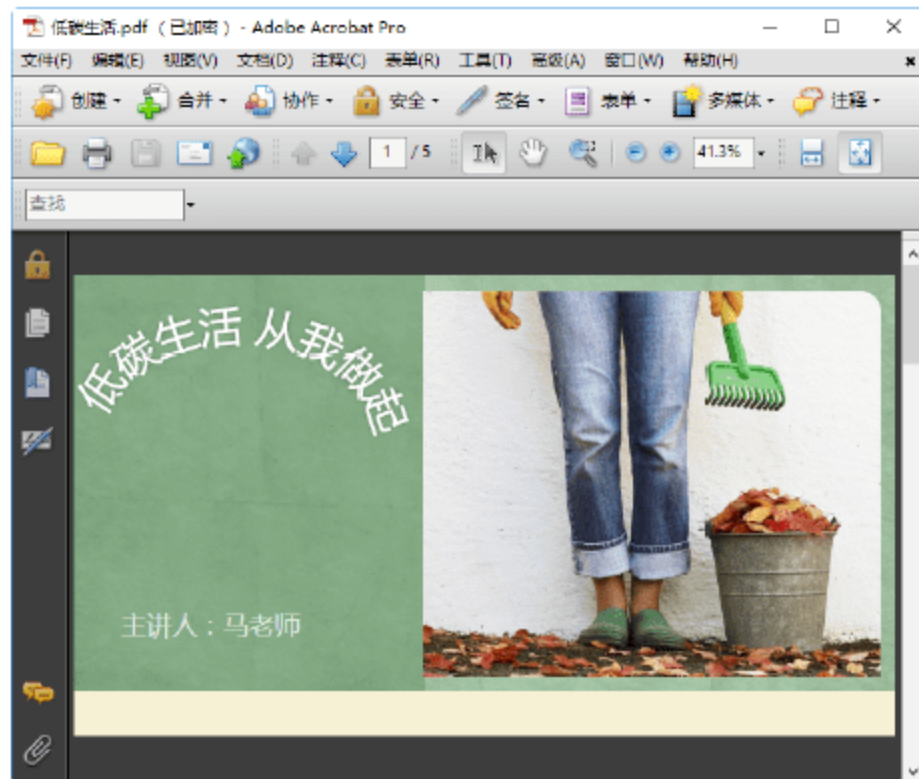 低碳生活.pdf （已加密） - Adobe Acrobat Pro
文件(F) 编辑(E) 视图(V) 文档(D) 注释(C) 表单(R) 工具(T) 高级(A) 窗口(W) 帮助(H)
创建 合并 协作 安全 签名 表单 多媒体 注释
1 / 5 41.3%
查找
低碳生活 从我做起
主讲人：马老师